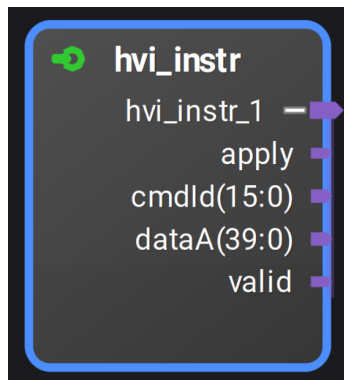 hvi_instr
hvi_instr_1
apply
cmdId(15:0)
dataA(39:0)
valid